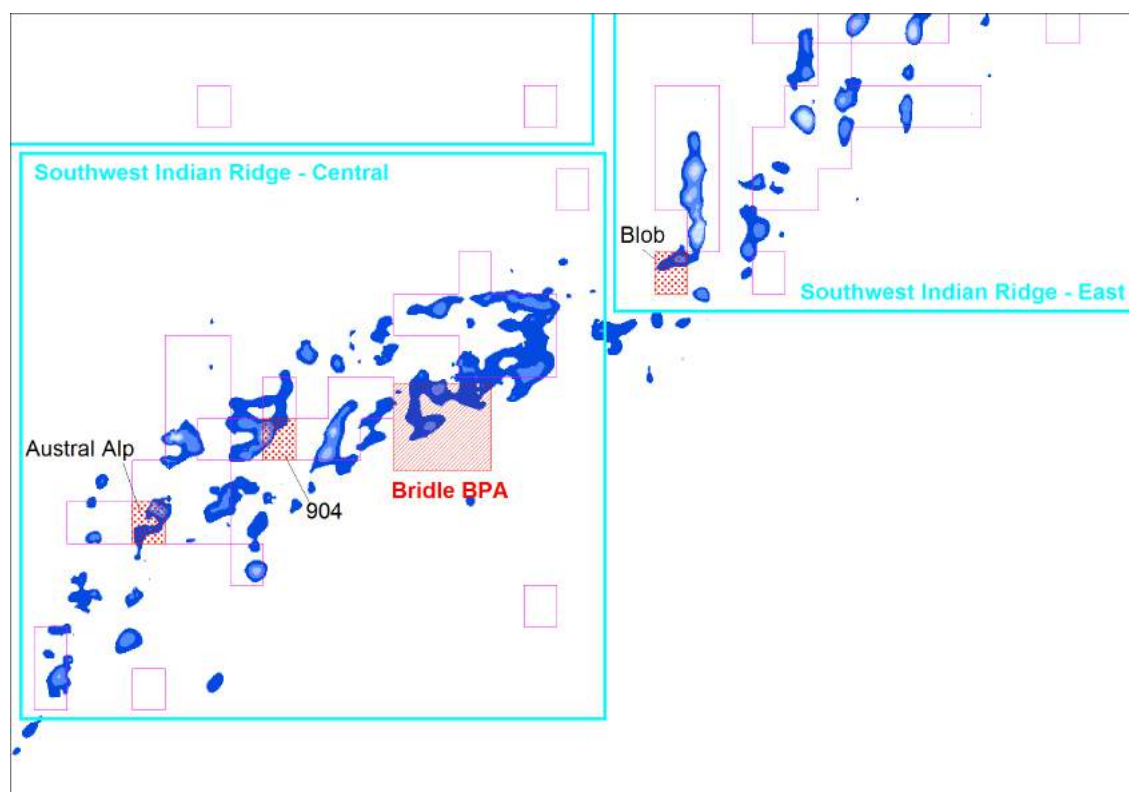 Southwest Indian Ridge - Central
Blob
Southwest Indian Ridge - East
Austral Alp
Bridle BPA
904